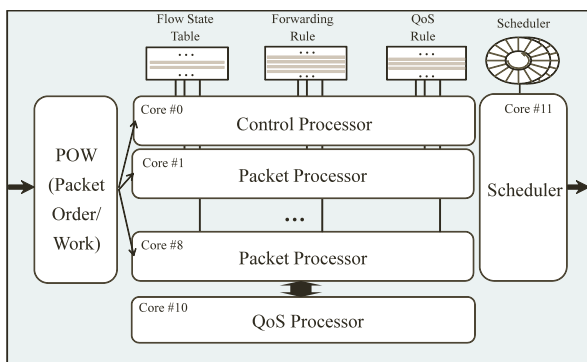 Flow State
Table
Forwarding
Rule
QoS
Rule
Scheduler
...
...
...
...
...
...
Core #0
Control Processor
Core #11
POW
(Packet
Order/
Work)
Core #1
Packet Processor
Scheduler
...
Core #8
Packet Processor
Core #10
QoS Processor